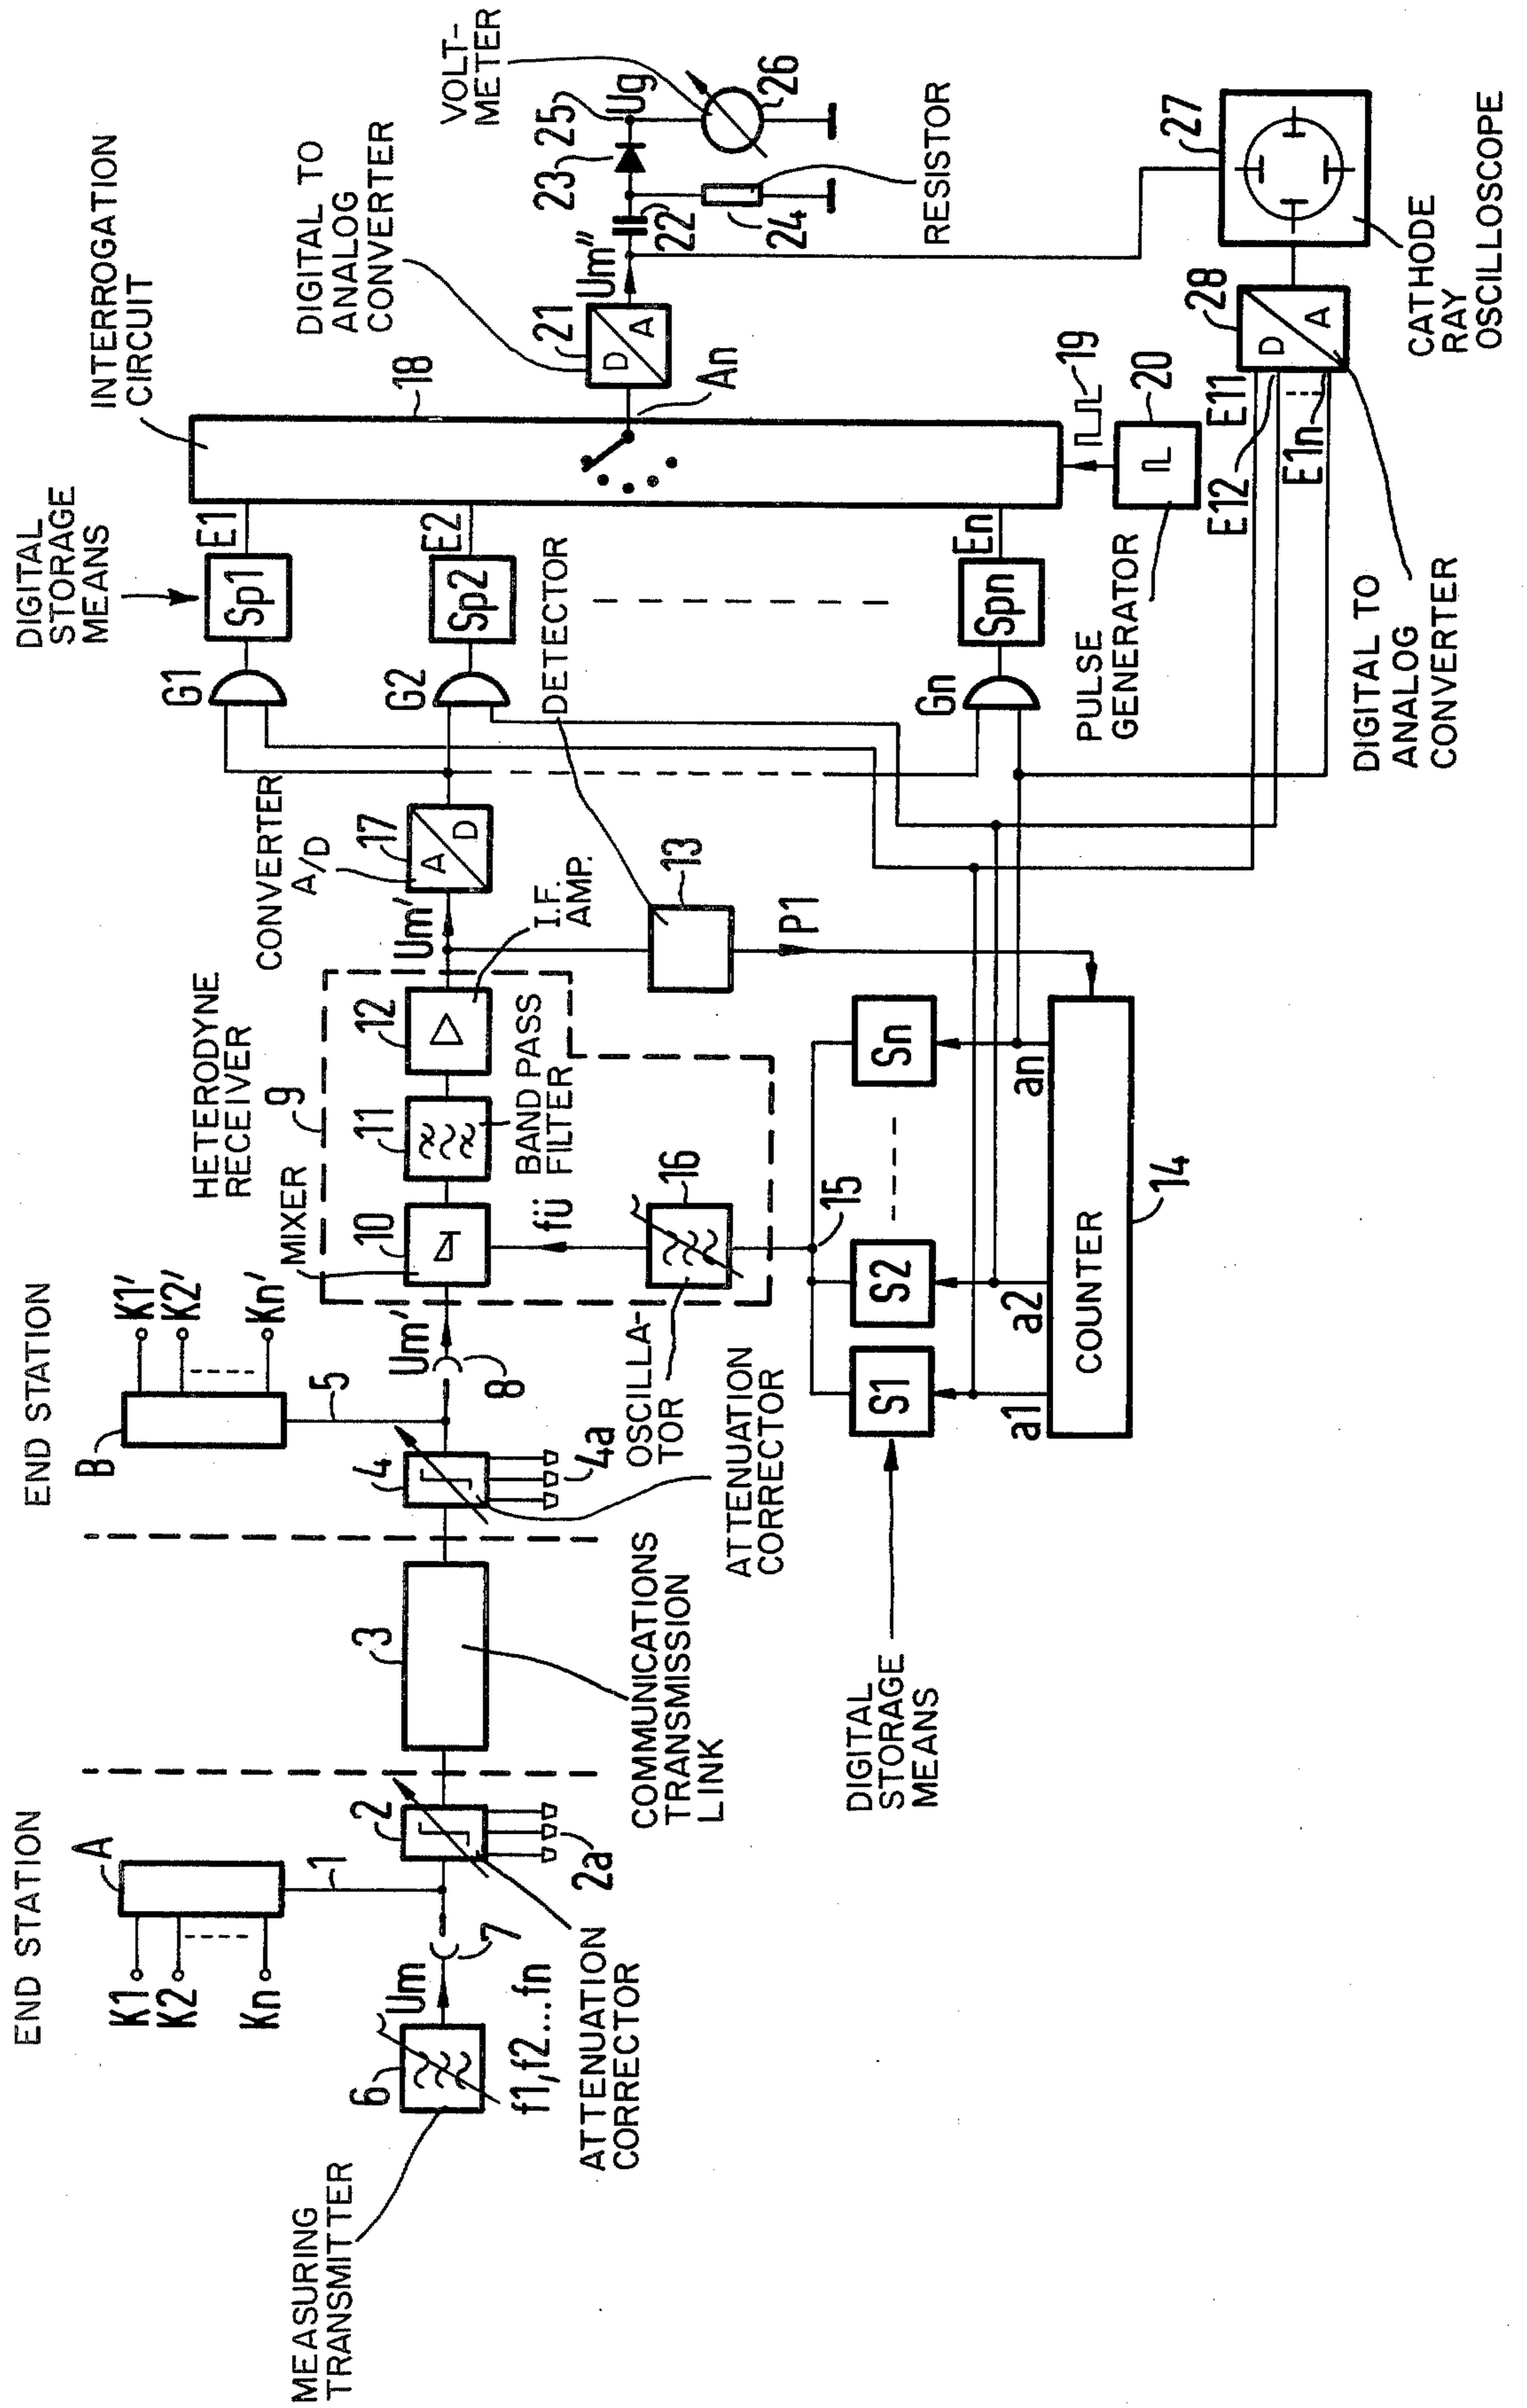 END STATION
A
K1
K2
Kn
1
MEASURING
TRANSMITTER
6
Um
f1,f2...fn
7
2
2a
ATTENUATION
CORRECTOR
3
COMMUNICATIONS
TRANSMISSION
LINK
END STATION
B
K1'
K2'
Kn'
5
4
4a
ATTENUATION
CORRECTOR
8
Um'
HETERODYNE
RECEIVER
9
MIXER
10
11
BAND PASS
FILTER
12
I.F.
AMP.
fü
16
OSCILLA-
TOR
15
Um'
CONVERTER
A/D
17
A
D
DETECTOR
13
P1
S1
S2
Sn
a1
a2
an
COUNTER
14
DIGITAL
STORAGE
MEANS
G1
G2
Gn
DIGITAL
STORAGE
MEANS
Sp1
Sp2
Spn
E1
E2
En
INTERROGATION
CIRCUIT
18
An
19
20
PULSE
GENERATOR
DIGITAL TO
ANALOG
CONVERTER
21
D
A
Um"
22
23
24
25
Ug
VOLT-
METER
26
RESISTOR
27
CATHODE
RAY
OSCILLOSCOPE
28
D
A
E11
E12
E1n
DIGITAL TO
ANALOG
CONVERTER